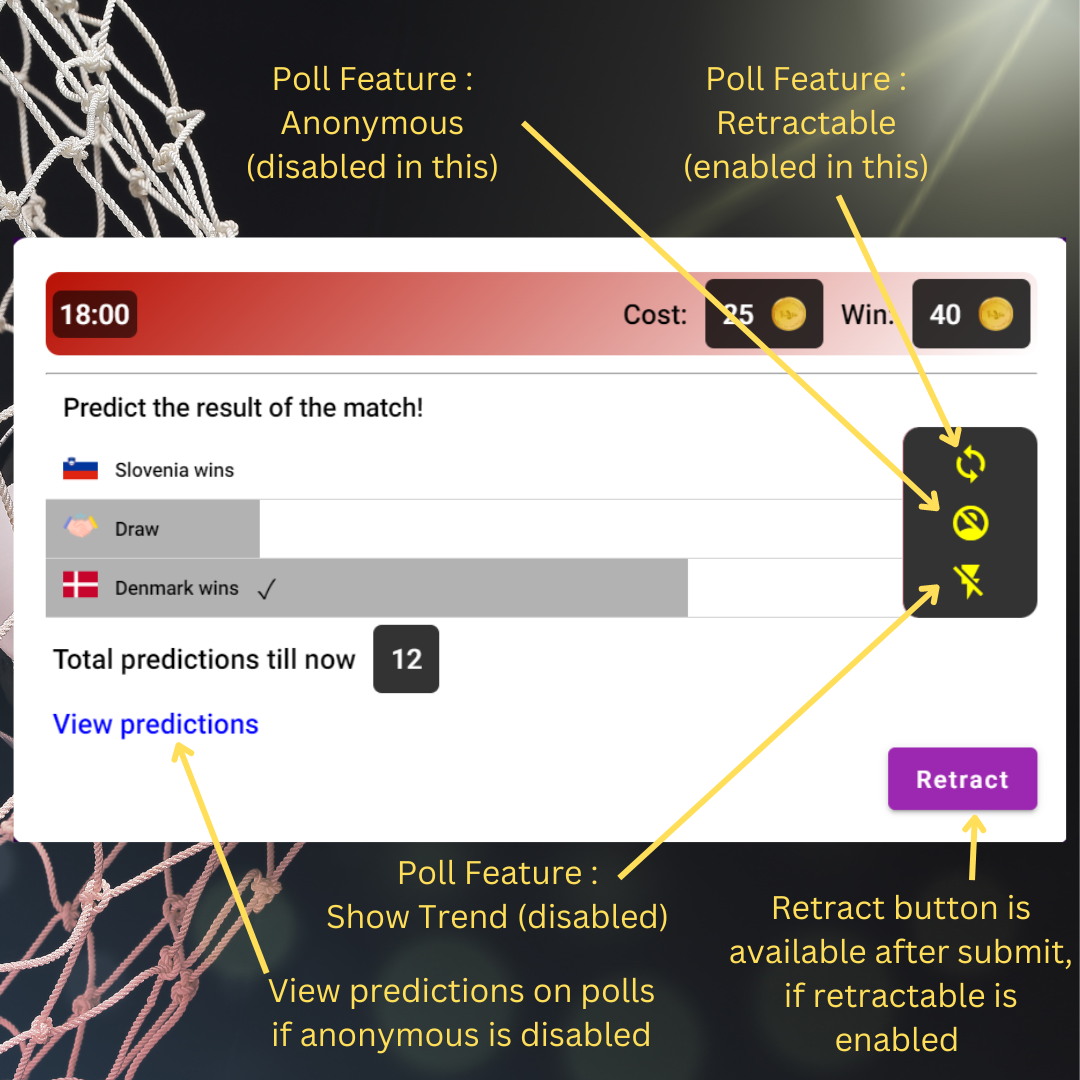 Poll Feature :
Anonymous
(disabled in this)
Poll Feature :
Retractable
(enabled in this)
18:00
Cost: 25
Win: 40
Predict the result of the match!
Slovenia wins
Draw
Denmark wins ✓
Total predictions till now 12
View predictions
Retract
Poll Feature :
Show Trend (disabled)
View predictions on polls
if anonymous is disabled
Retract button is
available after submit,
if retractable is
enabled